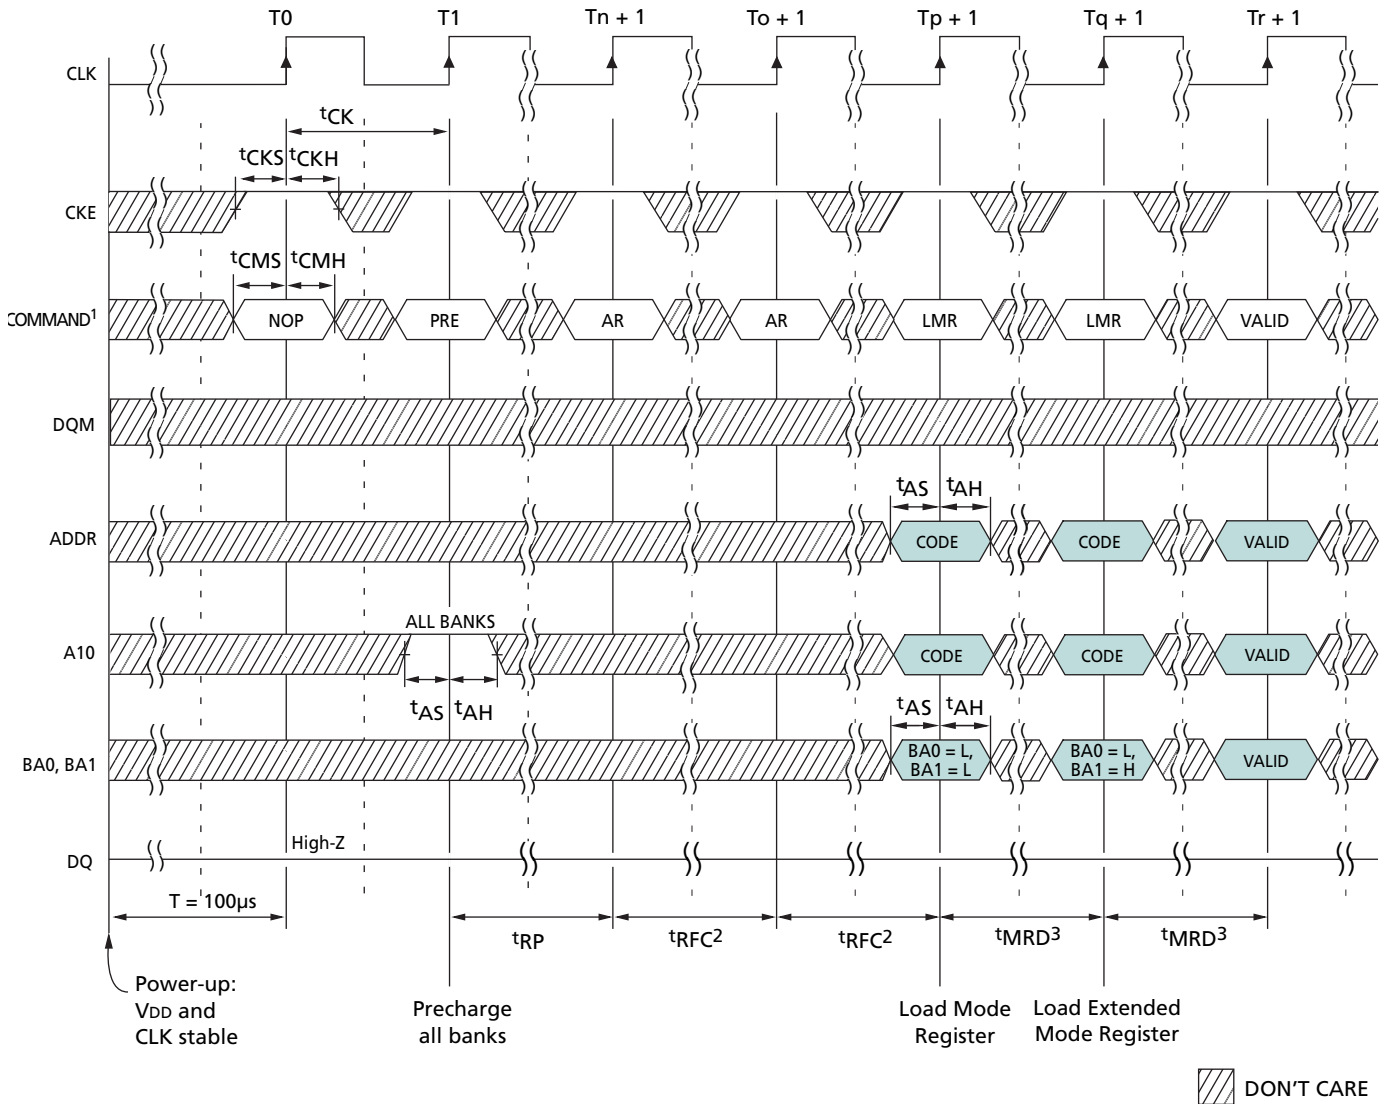 T0 T1 Tn + 1 To + 1 Tp + 1 Tq + 1 Tr + 1
CLK
tCK
tCKS tCKH
CKE
tCMS tCMH
COMMAND1 NOP PRE AR AR LMR LMR VALID
DQM
tAS tAH
ADDR CODE CODE VALID
ALL BANKS
A10 CODE CODE VALID
tAS tAH tAS tAH
BA0, BA1 BA0 = L, BA1 = L BA0 = L, BA1 = H VALID
High-Z
DQ
T = 100µs
tRP tRFC2 tRFC2 tMRD3 tMRD3
Power-up:
VDD and
CLK stable
Precharge
all banks
Load Mode
Register
Load Extended
Mode Register
DON'T CARE